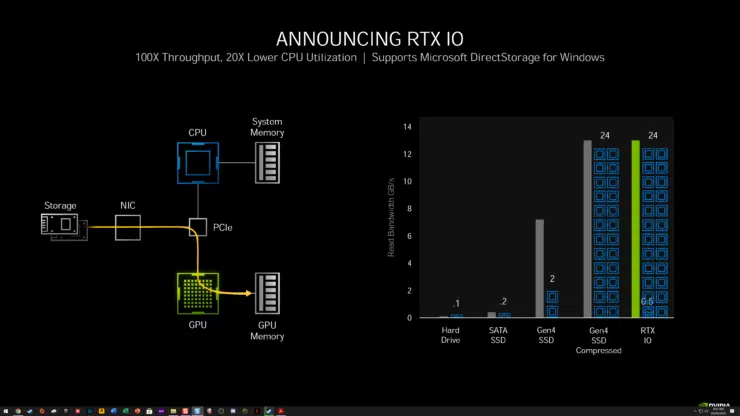 ANNOUNCING RTX IO
100X Throughput, 20X Lower CPU Utilization | Supports Microsoft DirectStorage for Windows
CPU
System
Memory
Storage
NIC
PCIe
GPU
GPU
Memory
Read Bandwidth GB/s
14
12
10
8
6
4
2
0
.1
.2
2
24
24
0.5
Hard
Drive
SATA
SSD
Gen4
SSD
Gen4
SSD
Compressed
RTX
IO
NVIDIA